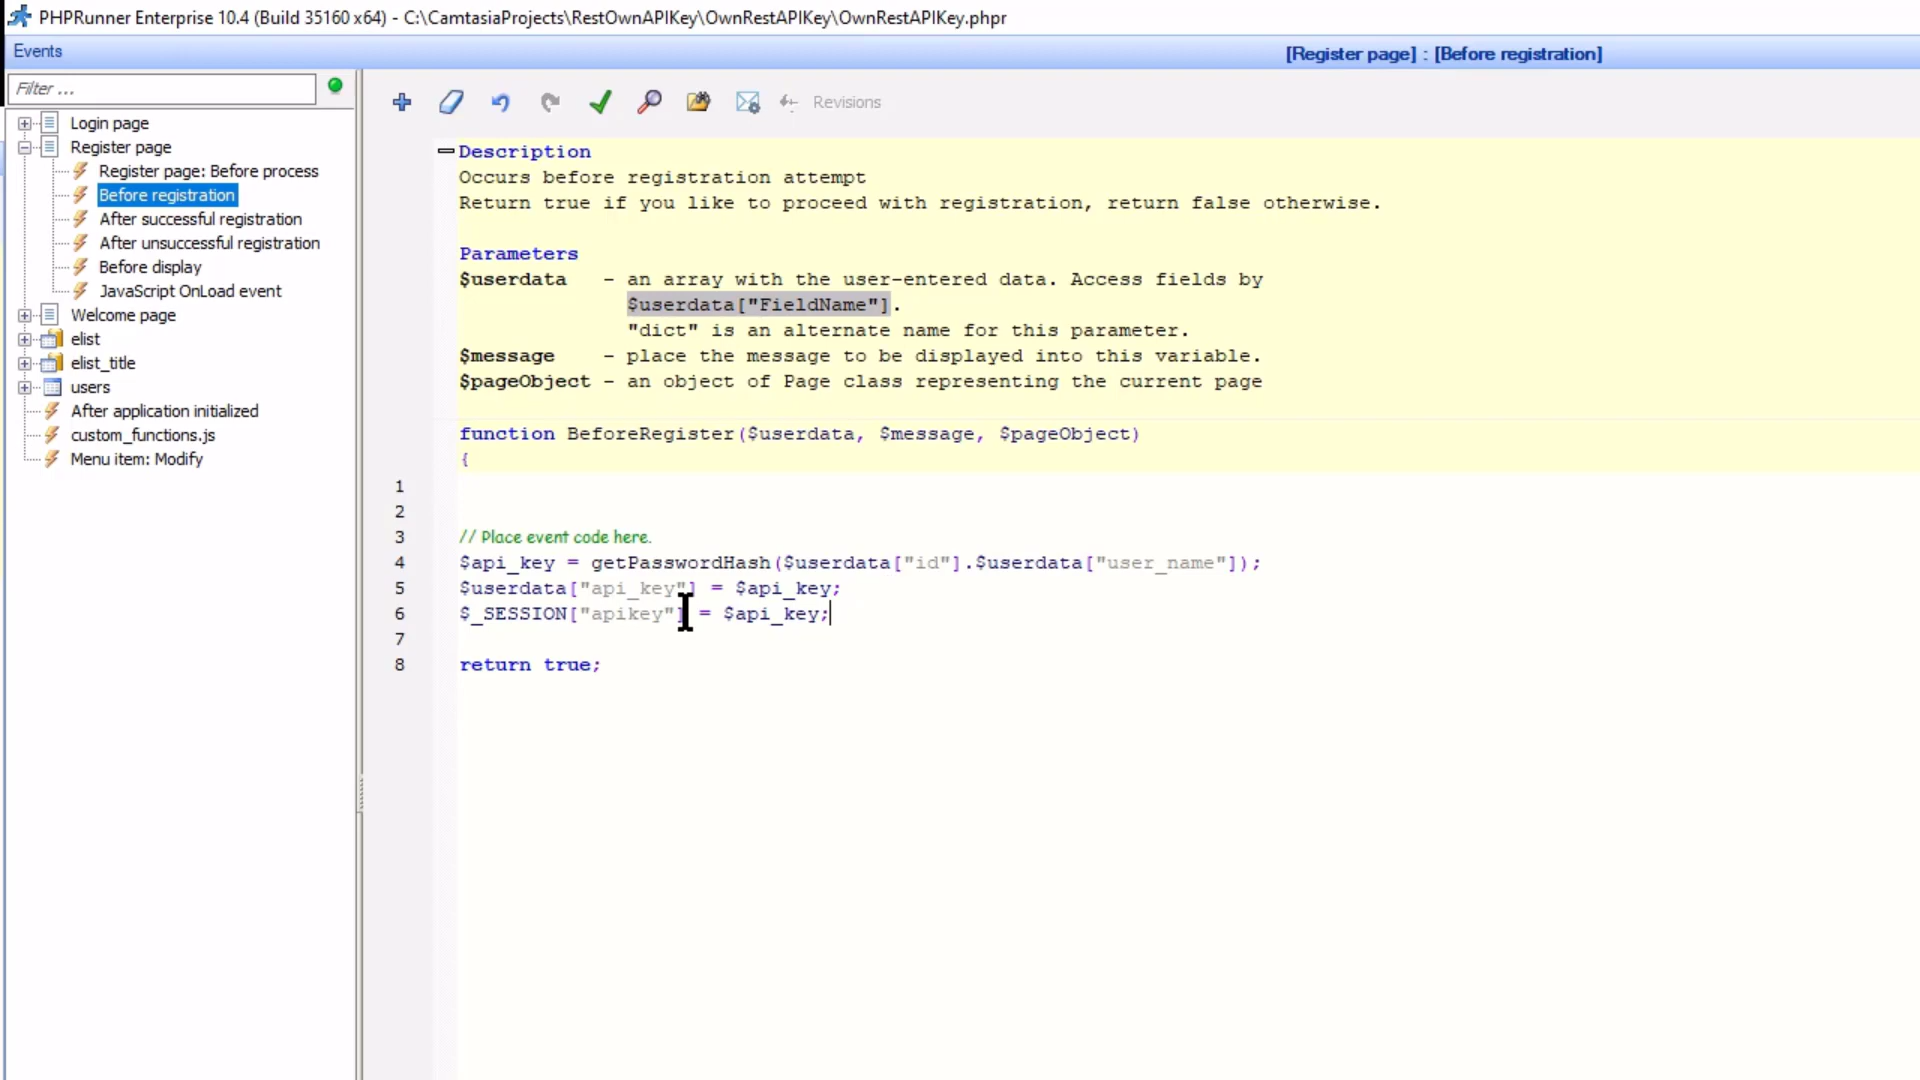 PHPRunner Enterprise 10.4 (Build 35160 x64) - C:\CamtasiaProjects\RestOwnAPIKey\OwnRestAPIKey\OwnRestAPIKey.phpr
Events
[Register page] : [Before registration]
Filter ...
Revisions
Login page
Register page
Register page: Before process
Before registration
After successful registration
After unsuccessful registration
Before display
JavaScript OnLoad event
Welcome page
elist
elist_title
users
After application initialized
custom_functions.js
Menu item: Modify
Description
Occurs before registration attempt
Return true if you like to proceed with registration, return false otherwise.
Parameters
$userdata - an array with the user-entered data. Access fields by
$userdata["FieldName"].
"dict" is an alternate name for this parameter.
$message - place the message to be displayed into this variable.
$pageObject - an object of Page class representing the current page
function BeforeRegister($userdata, $message, $pageObject)
{
1
2
3 // Place event code here.
4 $api_key = getPasswordHash($userdata["id"].$userdata["user_name"]);
5 $userdata["api_key"] = $api_key;
6 $_SESSION["apikey"] = $api_key;
7
8 return true;